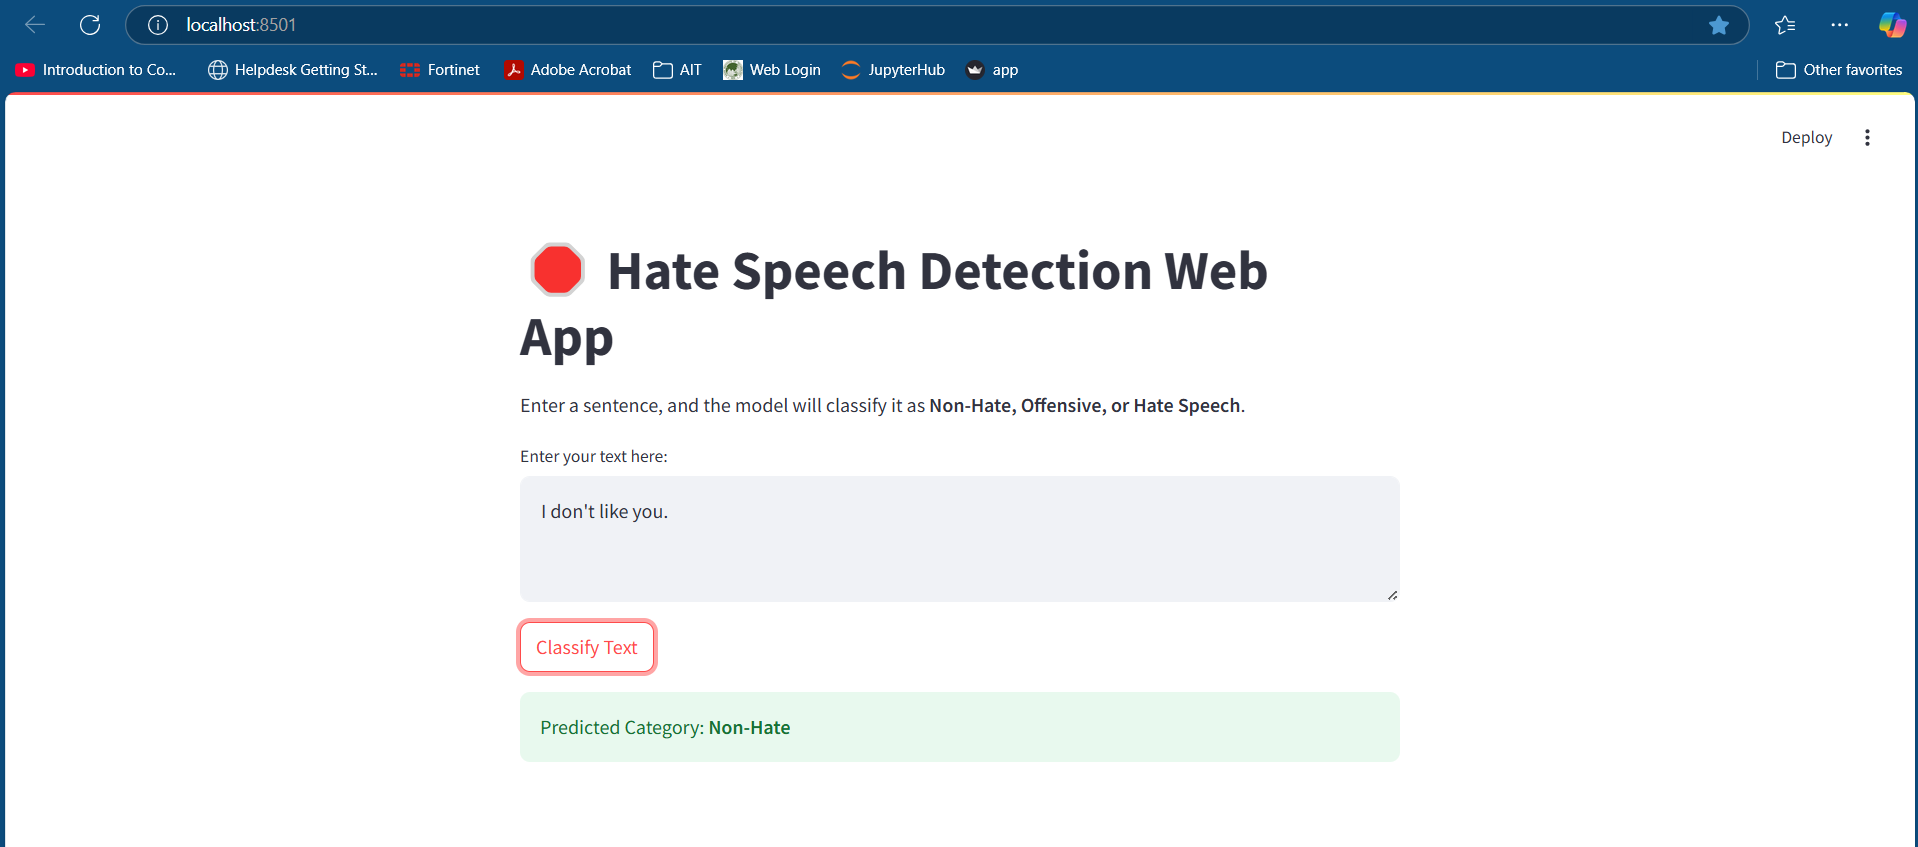 localhost:8501
Introduction to Co... Helpdesk Getting St... Fortinet Adobe Acrobat AIT Web Login JupyterHub app Other favorites
Deploy
Hate Speech Detection Web
App
Enter a sentence, and the model will classify it as Non-Hate, Offensive, or Hate Speech.
Enter your text here:
I don't like you.
Classify Text
Predicted Category: Non-Hate